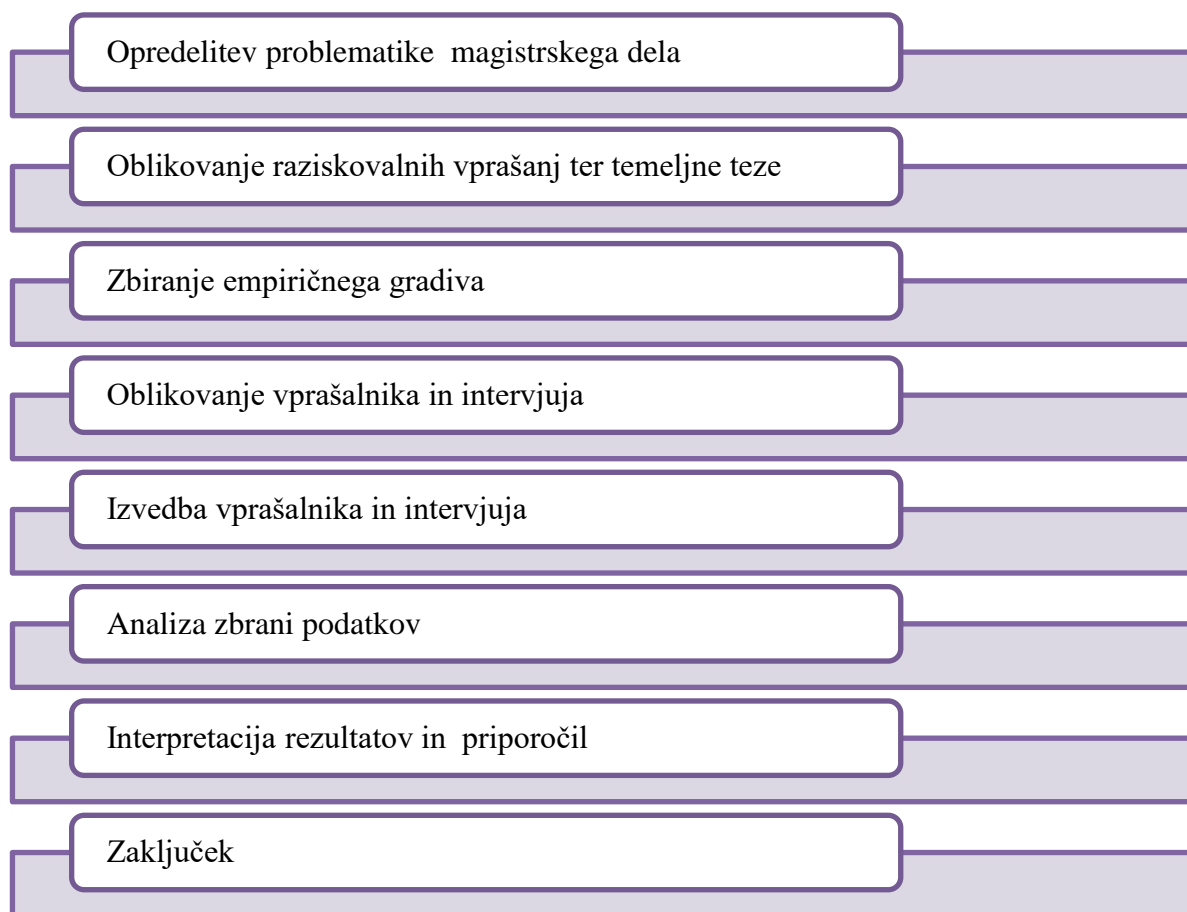 Opredelitev problematike  magistrskega dela
Oblikovanje raziskovalnih vprašanj ter temeljne teze
Zbiranje empiričnega gradiva
Oblikovanje vprašalnika in intervjuja
Izvedba vprašalnika in intervjuja
Analiza zbrani podatkov
Interpretacija rezultatov in  priporočil
Zaključek